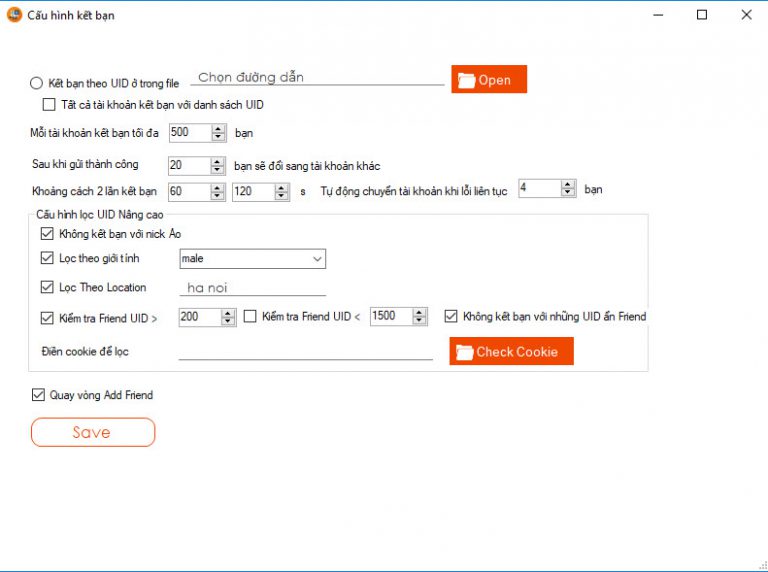 Cấu hình kết bạn
Kết bạn theo UID ở trong file Chọn đường dẫn Open
Tất cả tài khoản kết bạn với danh sách UID
Mỗi tài khoản kết bạn tối đa 500 bạn
Sau khi gửi thành công 20 bạn sẽ đổi sang tài khoản khác
Khoảng cách 2 lần kết bạn 60 120 s Tự động chuyển tài khoản khi lỗi liên tục 4 bạn
Cấu hình lọc UID Nâng cao
Không kết bạn với nick Ảo
Lọc theo giới tính male
Lọc Theo Location ha noi
Kiểm tra Friend UID > 200 Kiểm tra Friend UID < 1500 Không kết bạn với những UID ẩn Friend
Điền cookie để lọc Check Cookie
Quay vòng Add Friend
Save